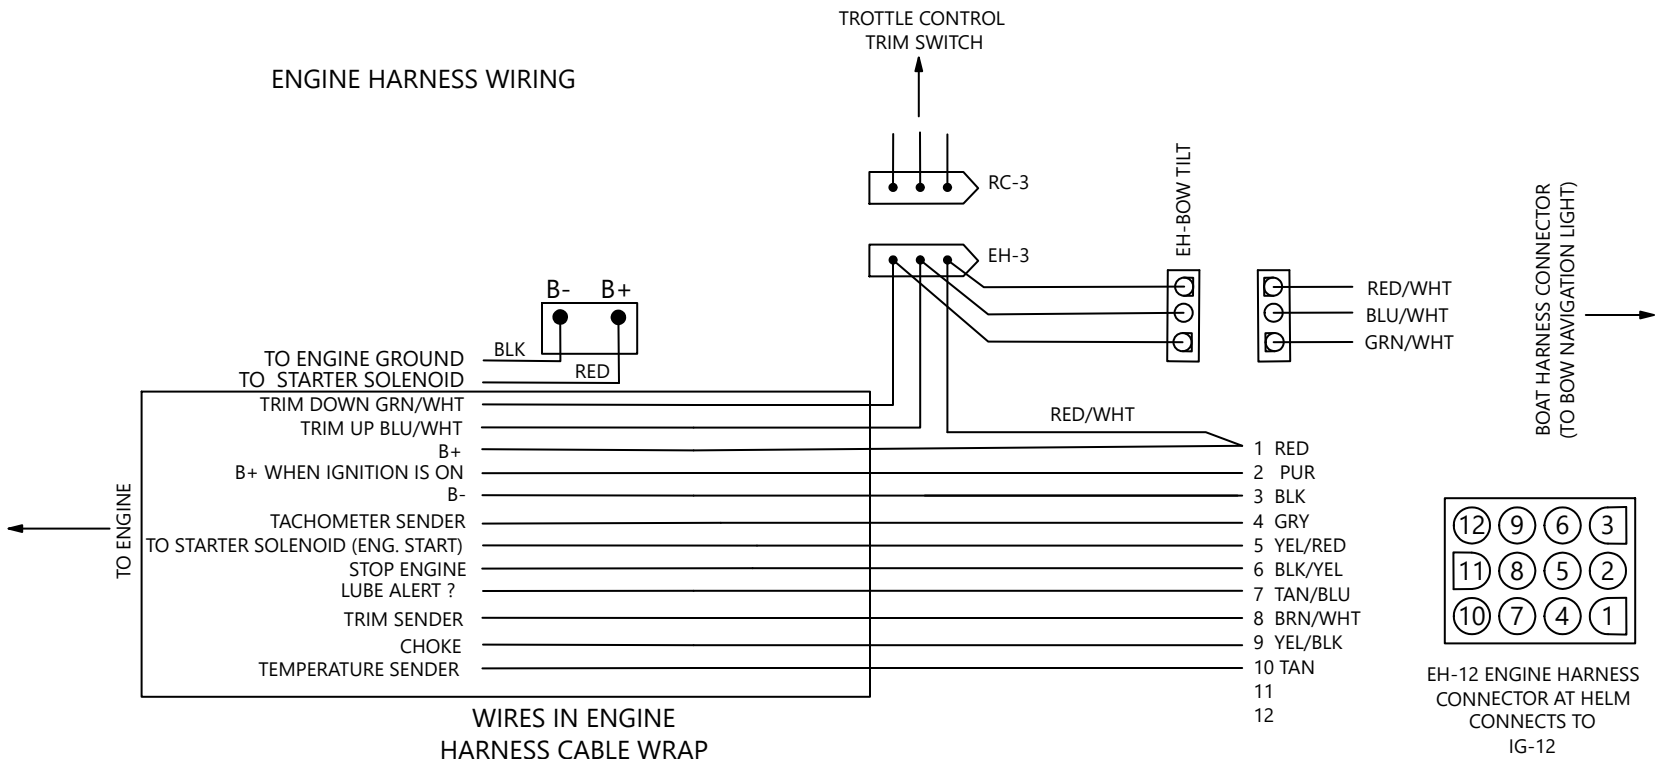 TROTTLE CONTROL
TRIM SWITCH
ENGINE HARNESS WIRING
RC-3
EH-3
EH-BOW TILT
RED/WHT
BLU/WHT
GRN/WHT
BOAT HARNESS CONNECTOR
(TO BOW NAVIGATION LIGHT)
B- B+
BLK
RED
TO ENGINE GROUND
TO STARTER SOLENOID
TRIM DOWN GRN/WHT
TRIM UP BLU/WHT
B+
B+ WHEN IGNITION IS ON
B-
TACHOMETER SENDER
TO STARTER SOLENOID (ENG. START)
STOP ENGINE
LUBE ALERT ?
TRIM SENDER
CHOKE
TEMPERATURE SENDER
TO ENGINE
WIRES IN ENGINE
HARNESS CABLE WRAP
RED/WHT
1 RED
2 PUR
3 BLK
4 GRY
5 YEL/RED
6 BLK/YEL
7 TAN/BLU
8 BRN/WHT
9 YEL/BLK
10 TAN
11
12
12 9 6 3
11 8 5 2
10 7 4 1
EH-12 ENGINE HARNESS
CONNECTOR AT HELM
CONNECTS TO
IG-12